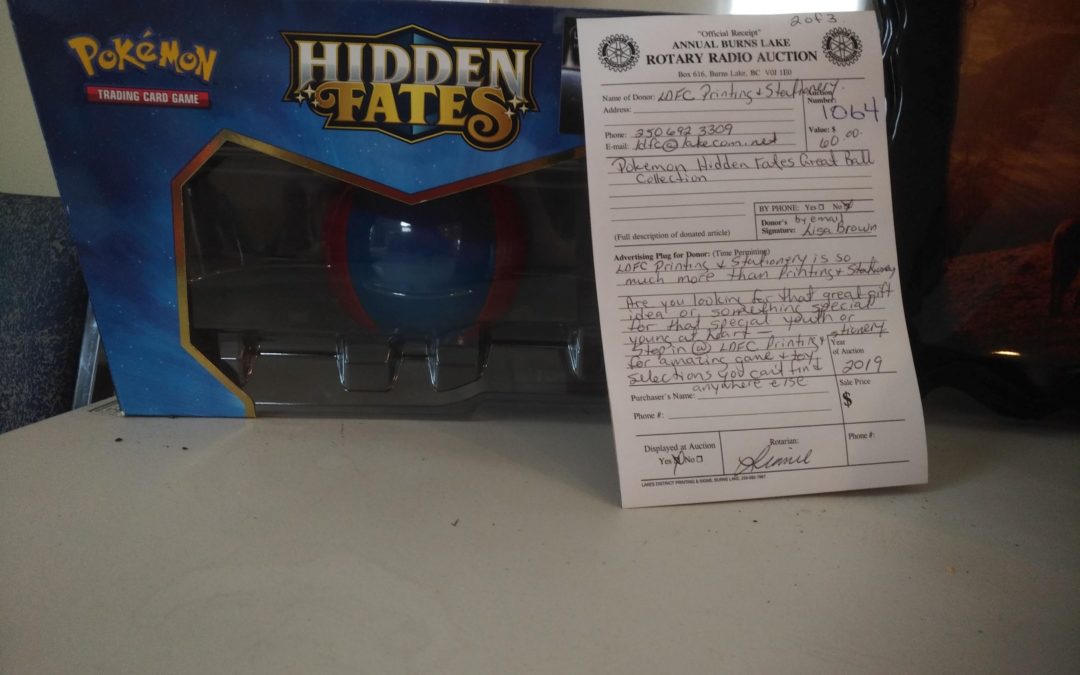 POKéMON
TRADING CARD GAME
HIDDEN
FATES
2 of 3
"Official Receipt"
ANNUAL BURNS LAKE
ROTARY RADIO AUCTION
Box 616, Burns Lake, BC V0J 1E0
Name of Donor: LDFC Printing & Stationery
Address:
Auction
Number:
1064
Phone: 250 692 3309
E-mail: ldfc@lakecom.net
Value: $
60 00
Pokemon Hidden Fates Great Ball
Collection
BY PHONE: Yes No
(Full description of donated article)
Donor's by email
Signature: Lisa Brown
Advertising Plug for Donor: (Time Permitting)
LDFC Printing & Stationery is so
much more than Printing & Stationery
Are you looking for that great gift
idea or something special
for that special youth or
young at heart —
Stop in @ LDFC Printing & Stionery
for amazing game & toy
selections you can't find
anywhere else
Year
of Auction
2019
Purchaser's Name:
Sale Price
$
Phone #:
Displayed at Auction
Yes No
Rotarian:
Phone #:
LAKES DISTRICT PRINTING & SIGNS, BURNS LAKE,